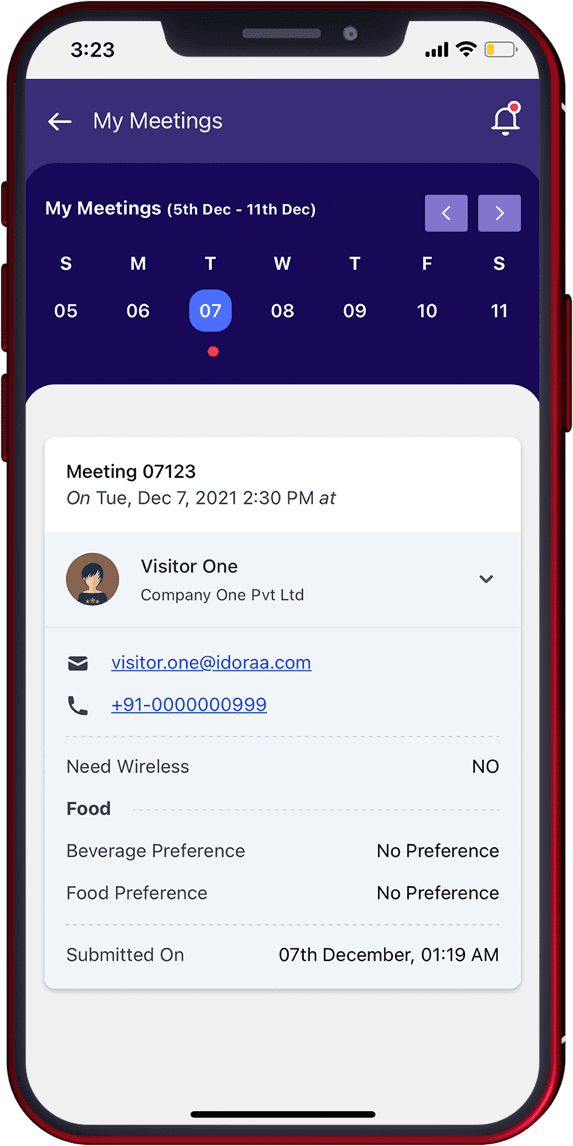 3:23
My Meetings
My Meetings (5th Dec - 11th Dec)
S M T W T F S
05 06 07 08 09 10 11
Meeting 07123
On Tue, Dec 7, 2021 2:30 PM at
Visitor One
Company One Pvt Ltd
visitor.one@idoraa.com
+91-0000000999
Need Wireless NO
Food
Beverage Preference No Preference
Food Preference No Preference
Submitted On 07th December, 01:19 AM